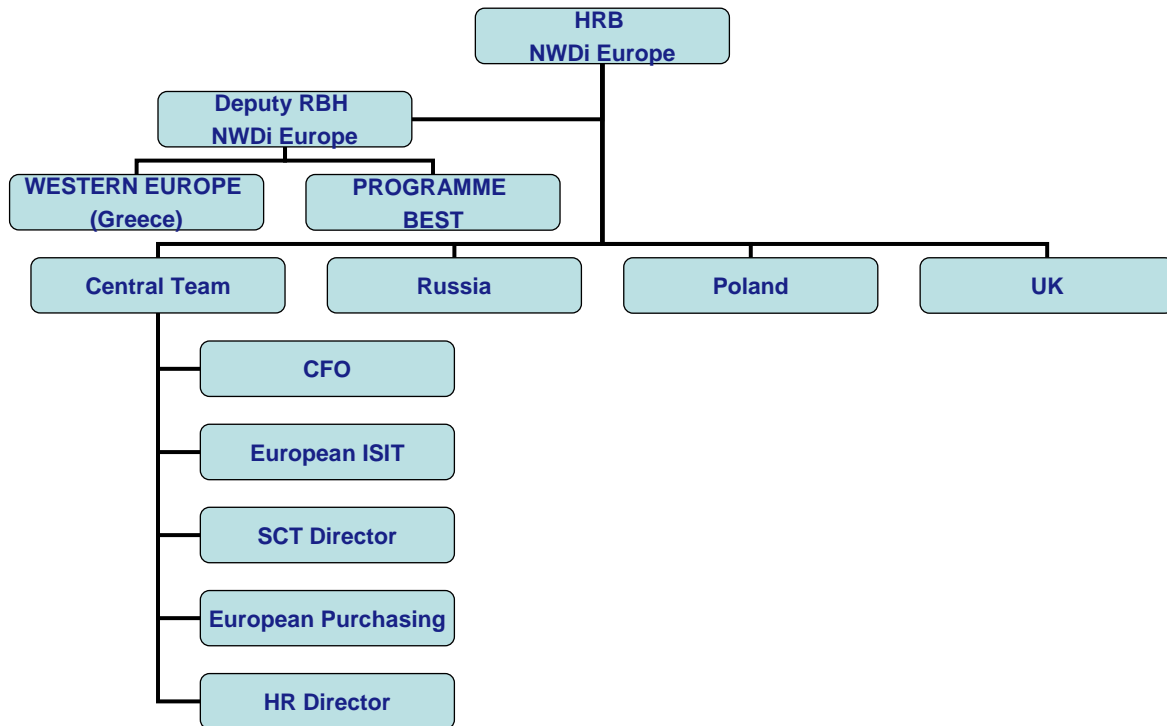 HRB
NWDi Europe
Deputy RBH
NWDi Europe
WESTERN EUROPE
(Greece)
PROGRAMME
BEST
Central Team
Russia
Poland
UK
CFO
European ISIT
SCT Director
European Purchasing
HR Director